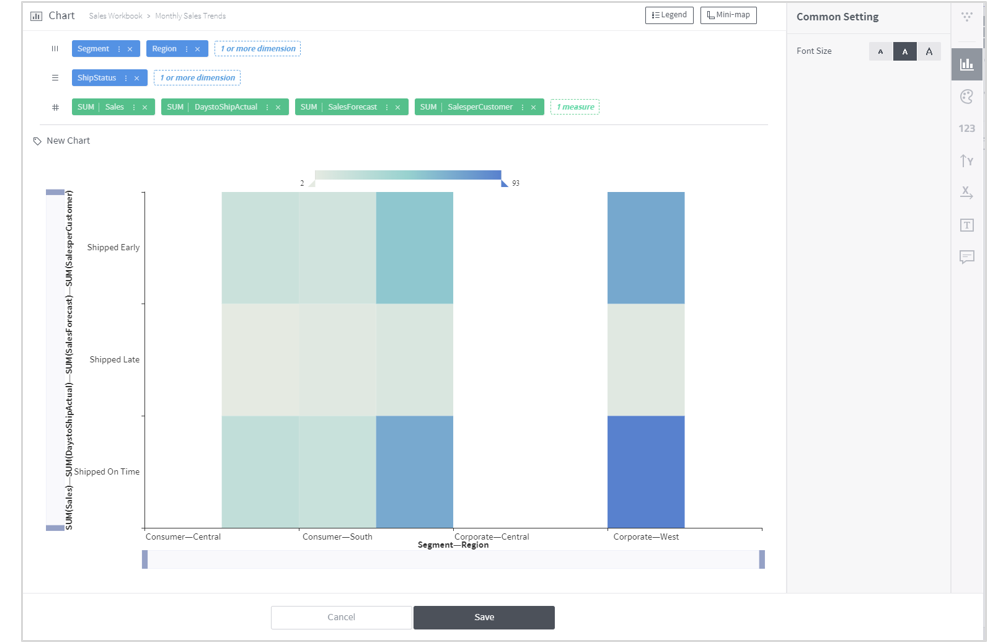 Chart Sales Workbook > Monthly Sales Trends Legend Mini-map
Common Setting
Segment Region 1 or more dimension
Font Size A A A
ShipStatus 1 or more dimension
# SUM Sales SUM DaystoShipActual SUM SalesForecast SUM SalesperCustomer 1 measure
New Chart
2 93
SUM(Sales)—SUM(DaystoShipActual)—SUM(SalesForecast)—SUM(SalesperCustomer)
Shipped Early
Shipped Late
Shipped On Time
Consumer—Central Consumer—South Corporate—Central Corporate—West
Segment—Region
123
Y
X
T
Cancel Save